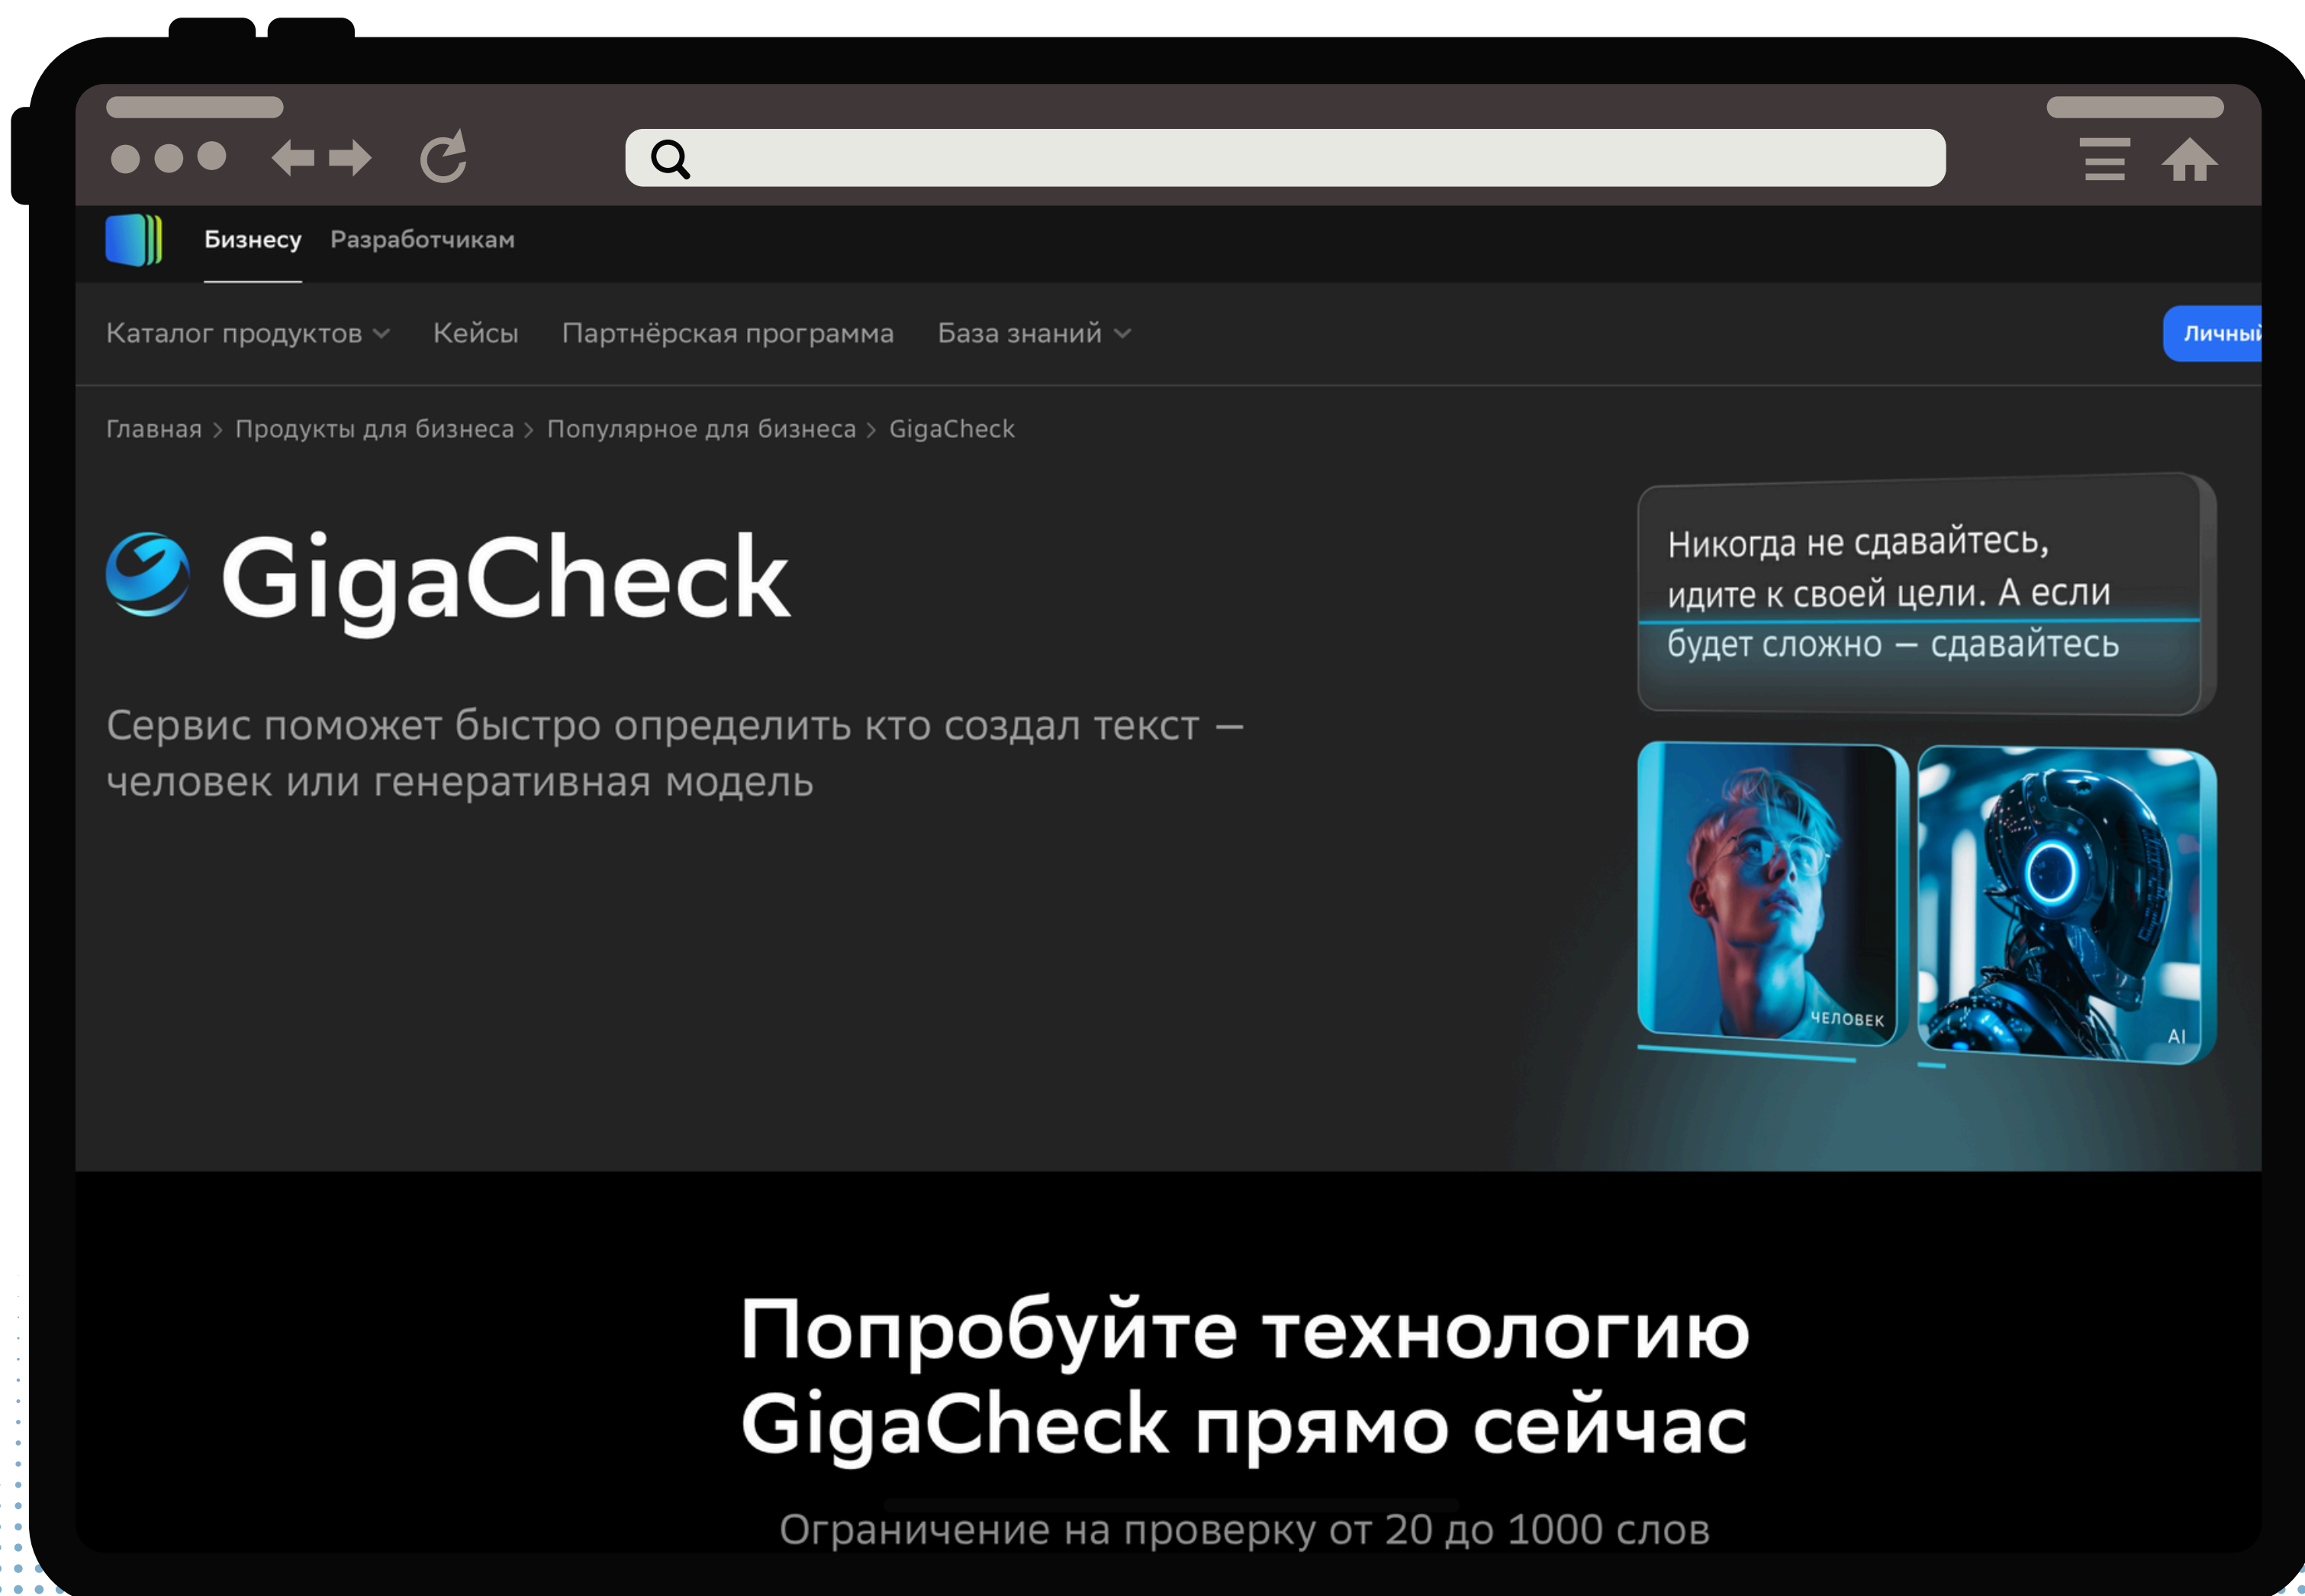 Бизнесу Разработчикам
Каталог продуктов Кейсы Партнёрская программа База знаний Личный
Главная > Продукты для бизнеса > Популярное для бизнеса > GigaCheck
GigaCheck
Сервис поможет быстро определить кто создал текст —
человек или генеративная модель
Никогда не сдавайтесь,
идите к своей цели. А если
будет сложно — сдавайтесь
ЧЕЛОВЕК
AI
Попробуйте технологию
GigaCheck прямо сейчас
Ограничение на проверку от 20 до 1000 слов